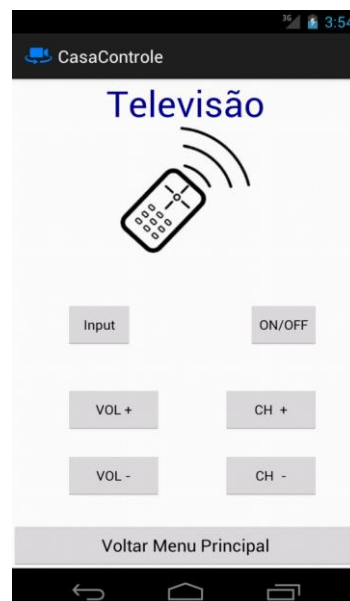 3G 3:54
CasaControle
Televisão
Input ON/OFF
VOL + CH +
VOL - CH -
Voltar Menu Principal